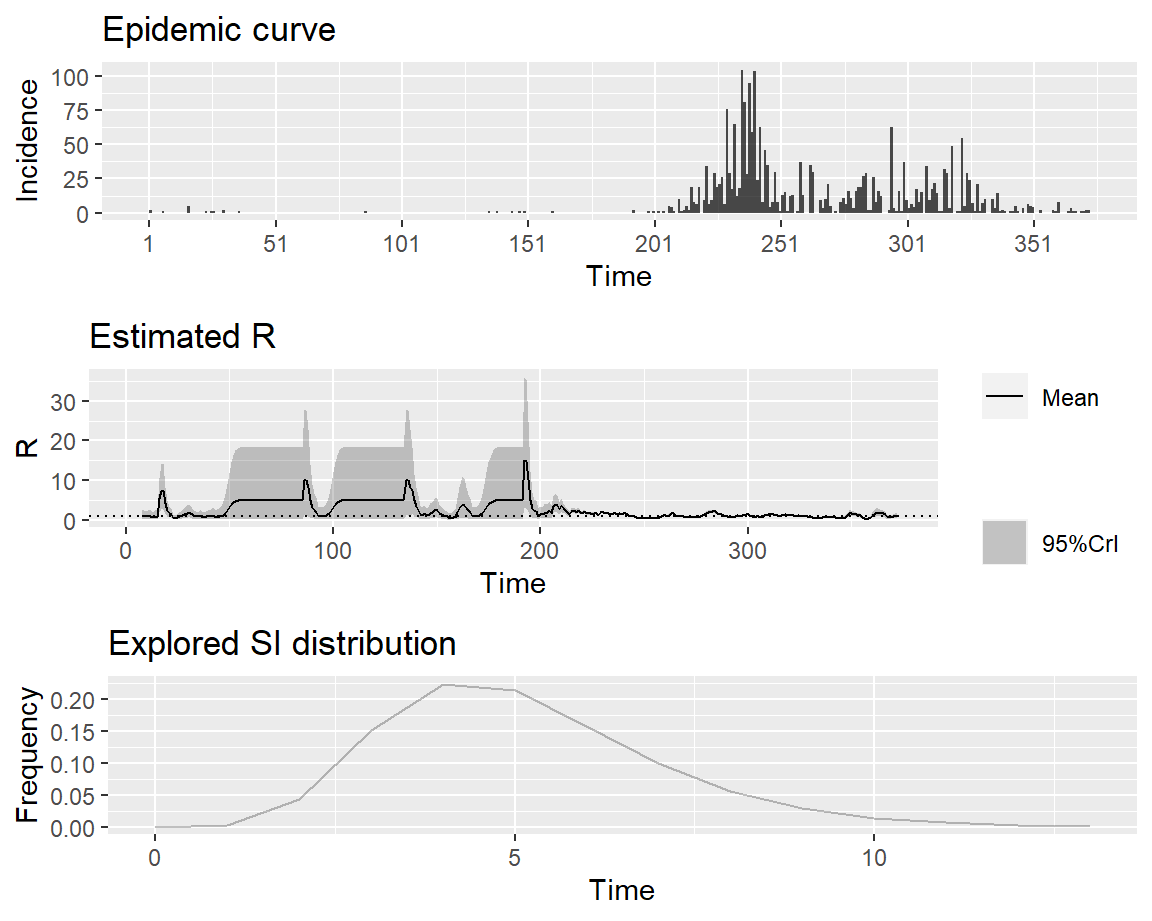 Epidemic curve
Incidence
100
75
50
25
0
1 51 101 151 201 251 301 351
Time
Estimated R
R
30
20
10
0
0 100 200 300
Time
Mean
95%CrI
Explored SI distribution
Frequency
0.20
0.15
0.10
0.05
0.00
0 5 10
Time